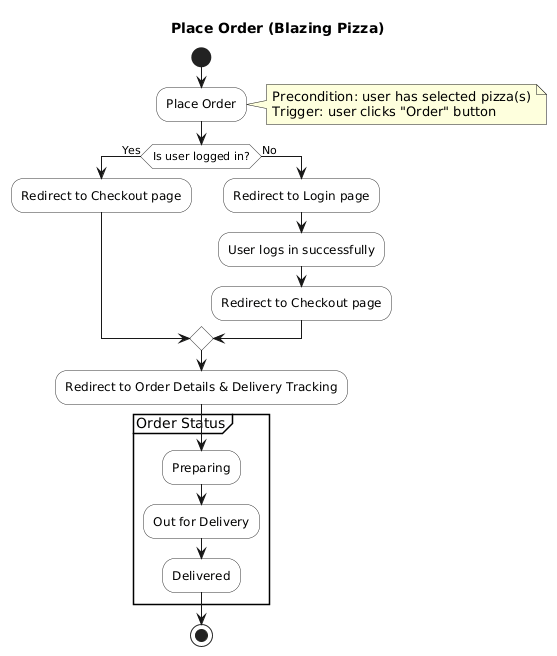 Place Order (Blazing Pizza)
Place Order
Precondition: user has selected pizza(s)
Trigger: user clicks "Order" button
Is user logged in?
Yes
No
Redirect to Checkout page
Redirect to Login page
User logs in successfully
Redirect to Checkout page
Redirect to Order Details & Delivery Tracking
Order Status
Preparing
Out for Delivery
Delivered